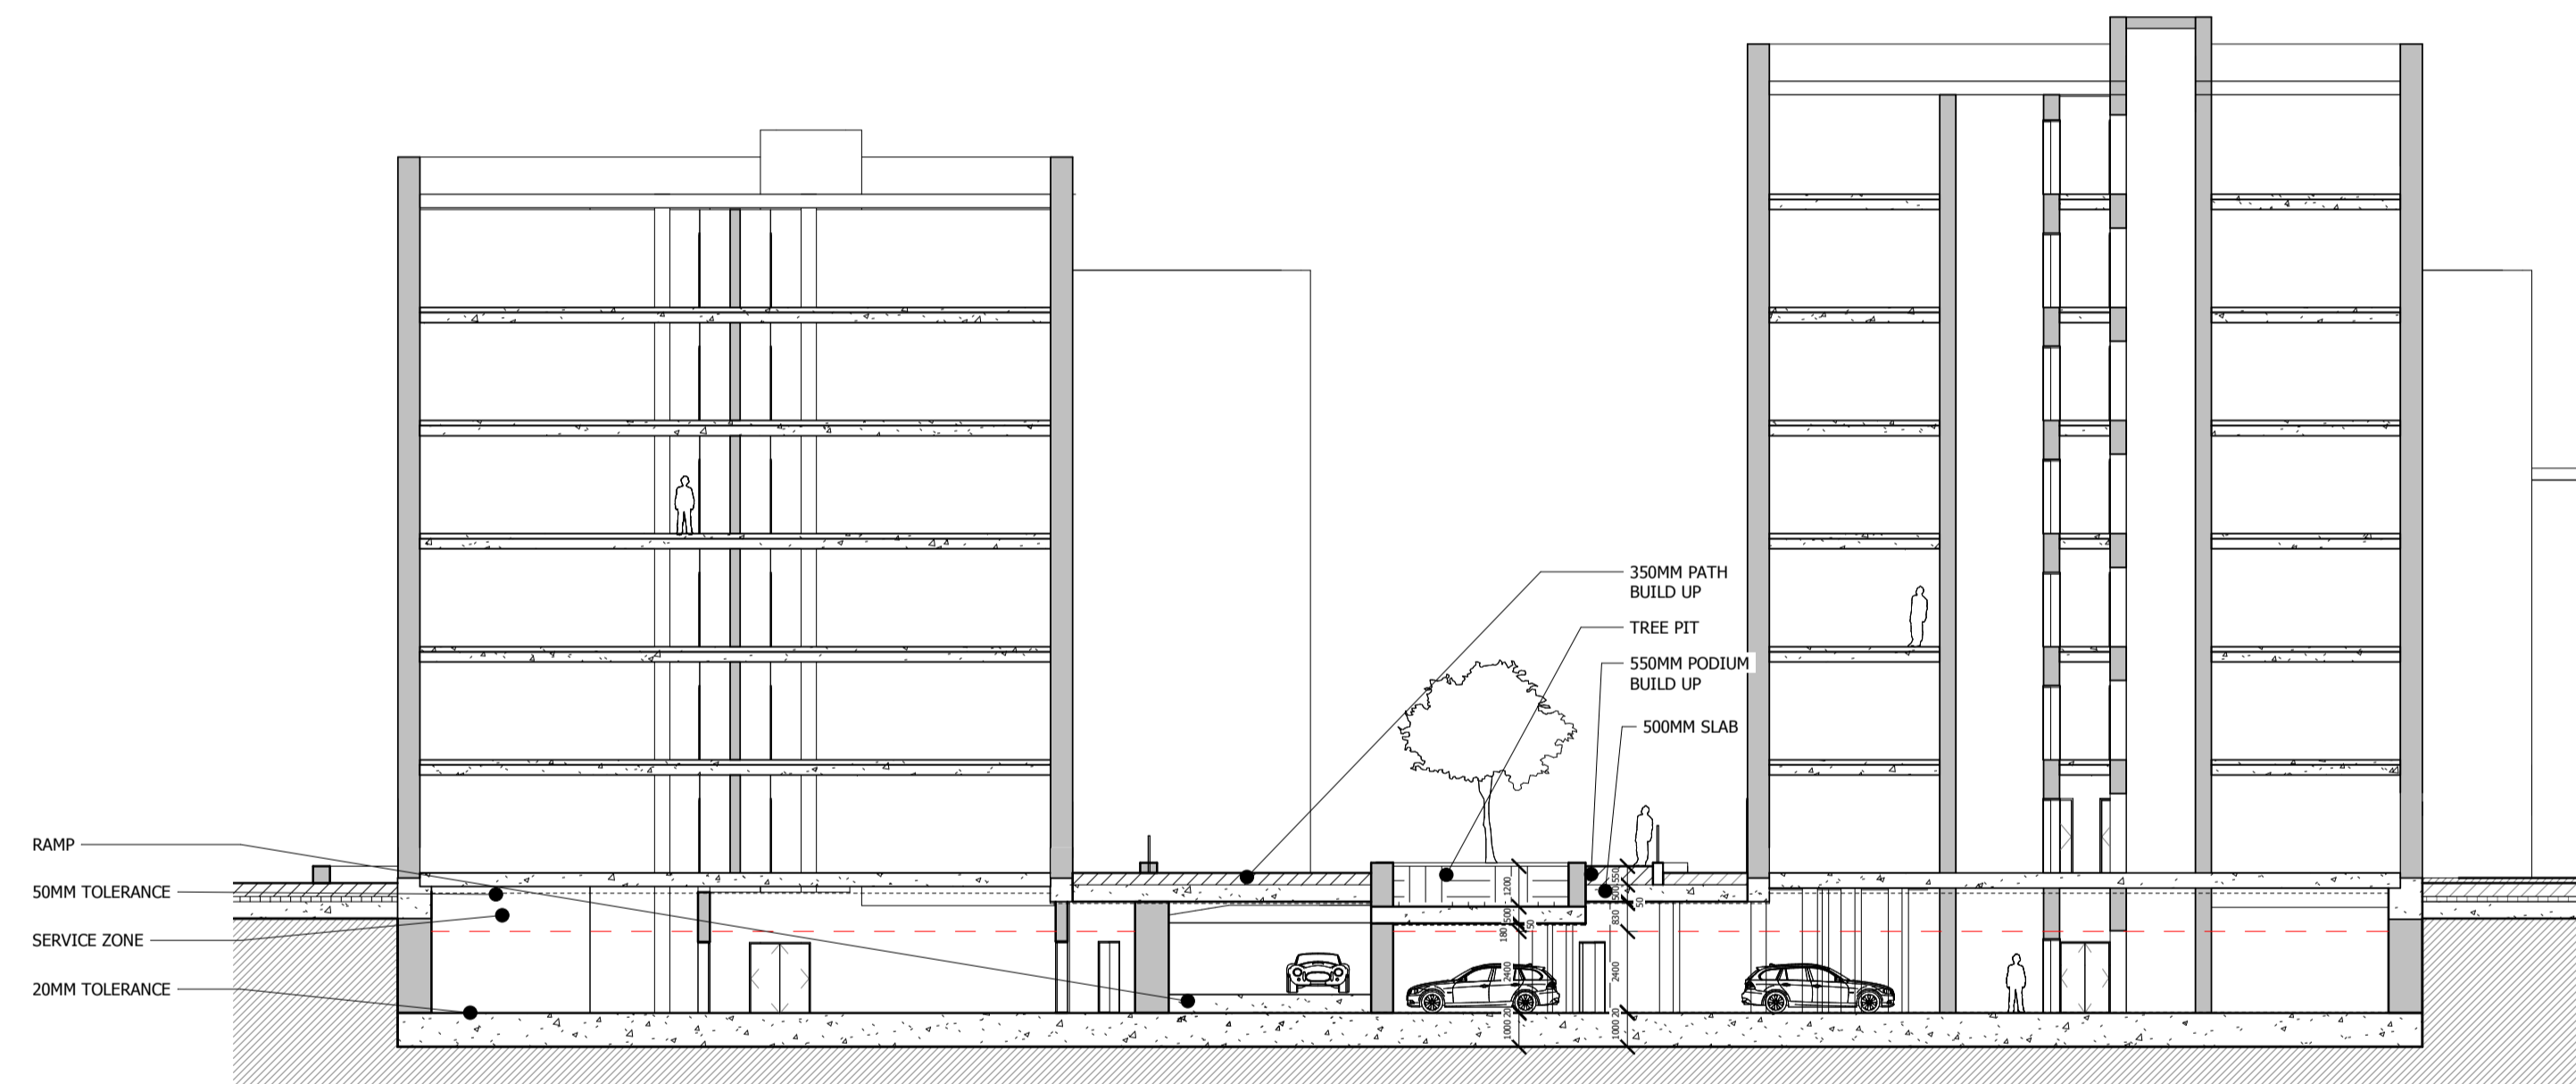 350MM PATH
BUILD UP
TREE PIT
550MM PODIUM
BUILD UP
500MM SLAB
RAMP
50MM TOLERANCE
SERVICE ZONE
20MM TOLERANCE
1200
500
50
180
2400
20
1000
550
500
50
830
2400
20
1000